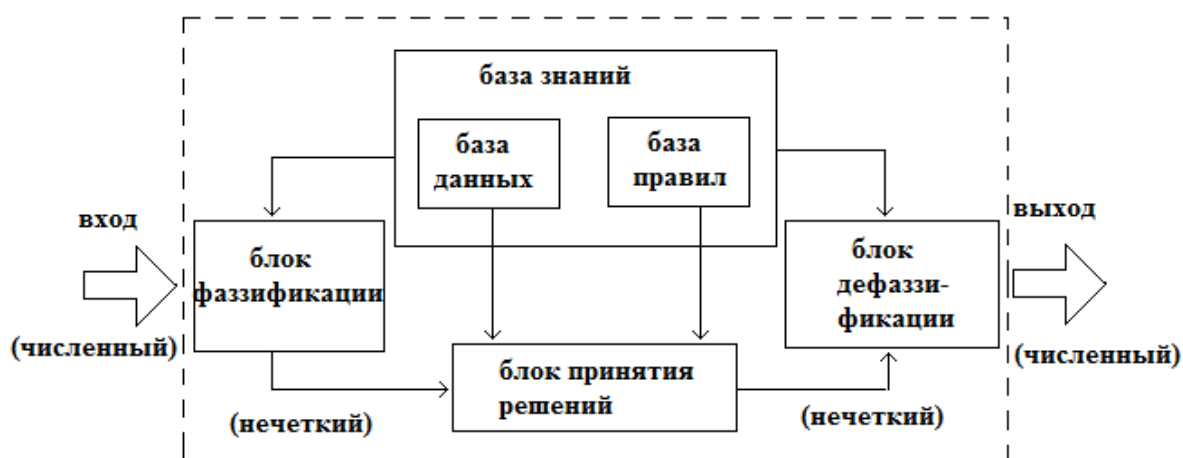 база знаний
база
данных
база
правил
вход
(численный)
блок
фаззификации
блок
дефаззи-
фикации
выход
(численный)
блок принятия
решений
(нечеткий)
(нечеткий)